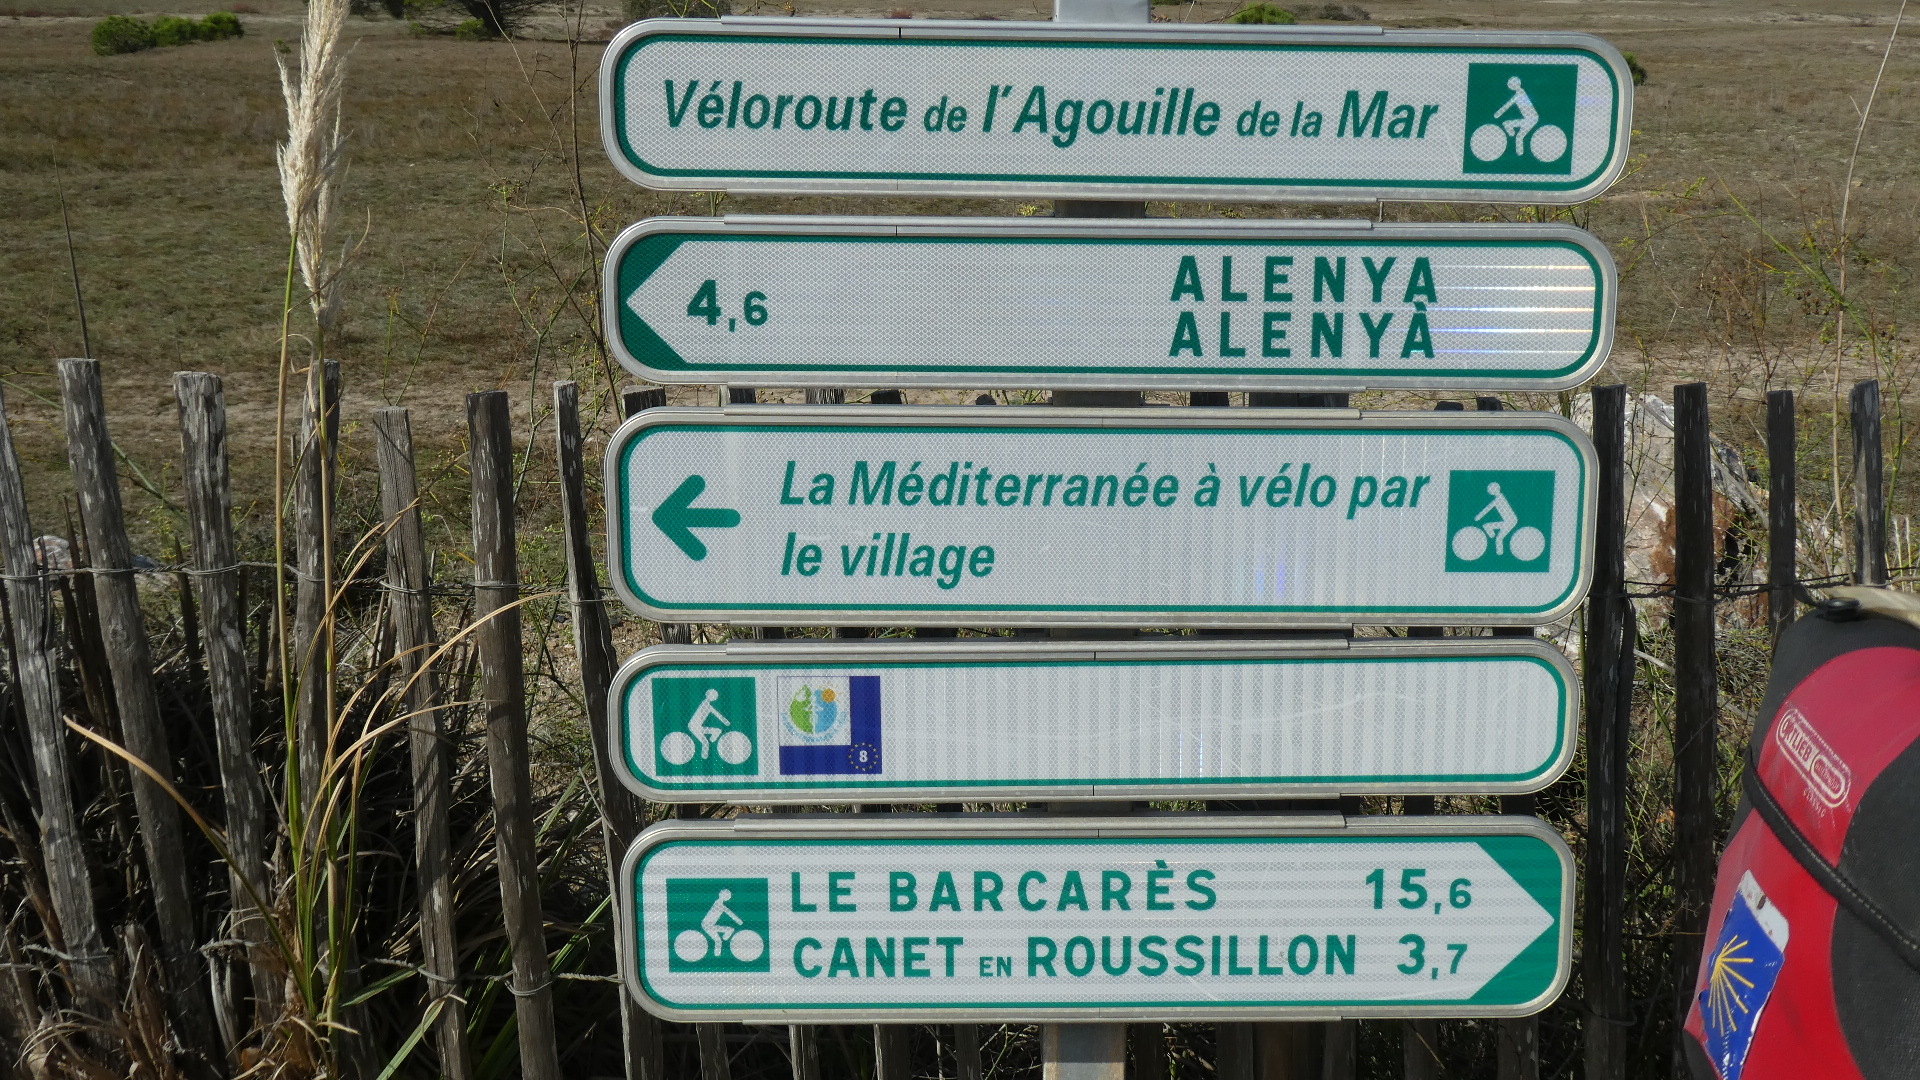 Véloroute de l'Agouille de la Mar
4,6 ALENYA
ALENYÀ
La Méditerranée à vélo par
le village
8
LE BARCARÈS 15,6
CANET EN ROUSSILLON 3,7
ORTLIEB